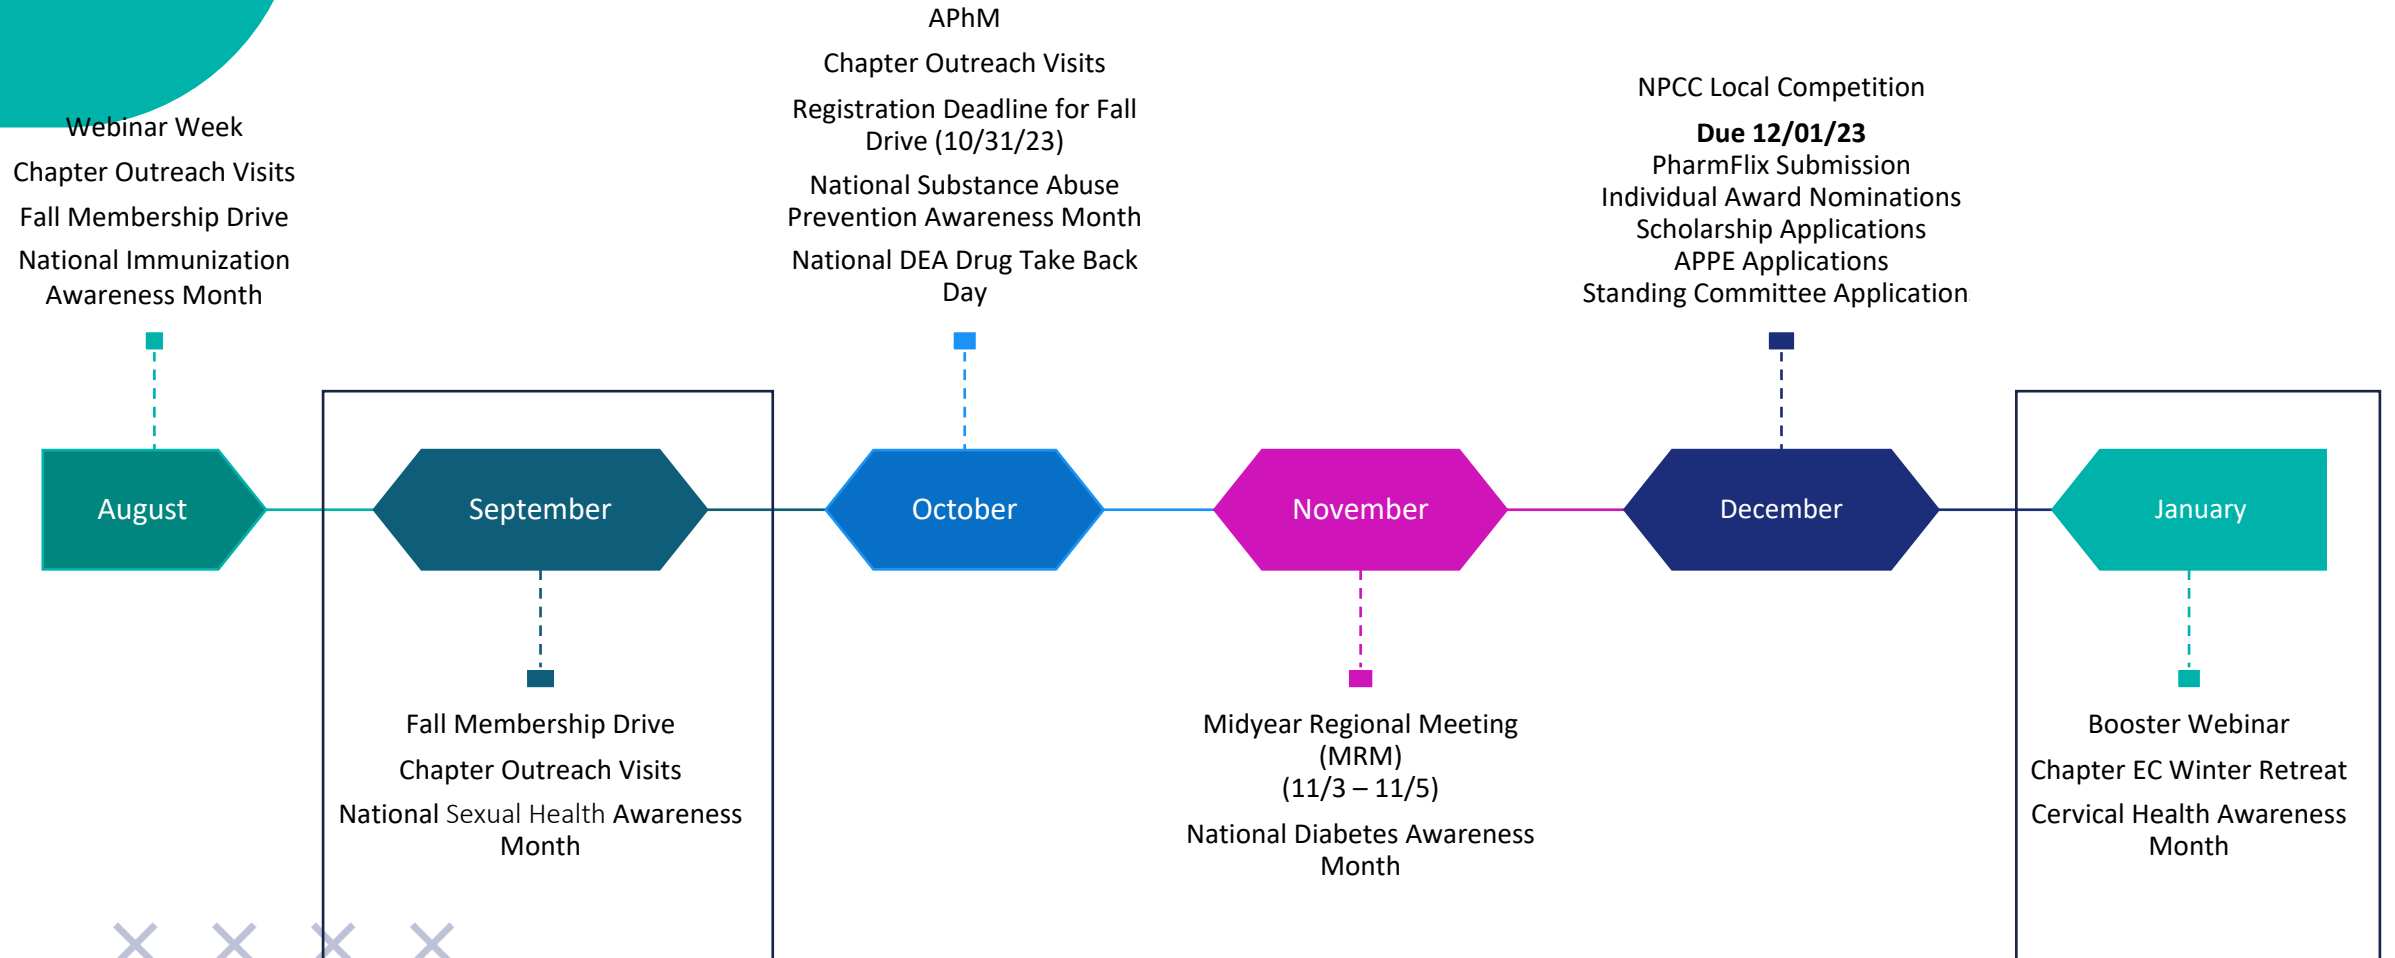 Webinar Week
Chapter Outreach Visits
Fall Membership Drive
National Immunization
Awareness Month
APhM
Chapter Outreach Visits
Registration Deadline for Fall
Drive (10/31/23)
National Substance Abuse
Prevention Awareness Month
National DEA Drug Take Back
Day
NPCC Local Competition
Due 12/01/23
PharmFlix Submission
Individual Award Nominations
Scholarship Applications
APPE Applications
Standing Committee Application
August
September
October
November
December
January
Fall Membership Drive
Chapter Outreach Visits
National Sexual Health Awareness
Month
Midyear Regional Meeting
(MRM)
(11/3 – 11/5)
National Diabetes Awareness
Month
Booster Webinar
Chapter EC Winter Retreat
Cervical Health Awareness
Month